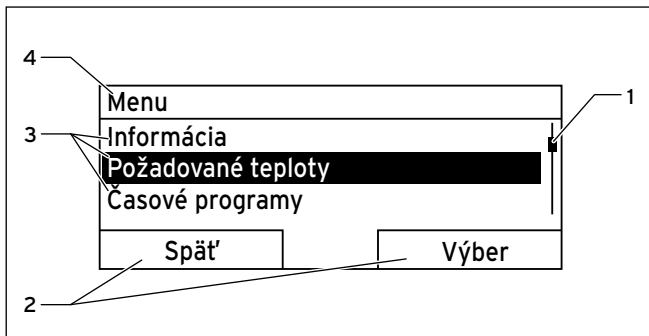 4
Menu
1
3
Informácia
Požadované teploty
Časové programy
Späť
Výber
2